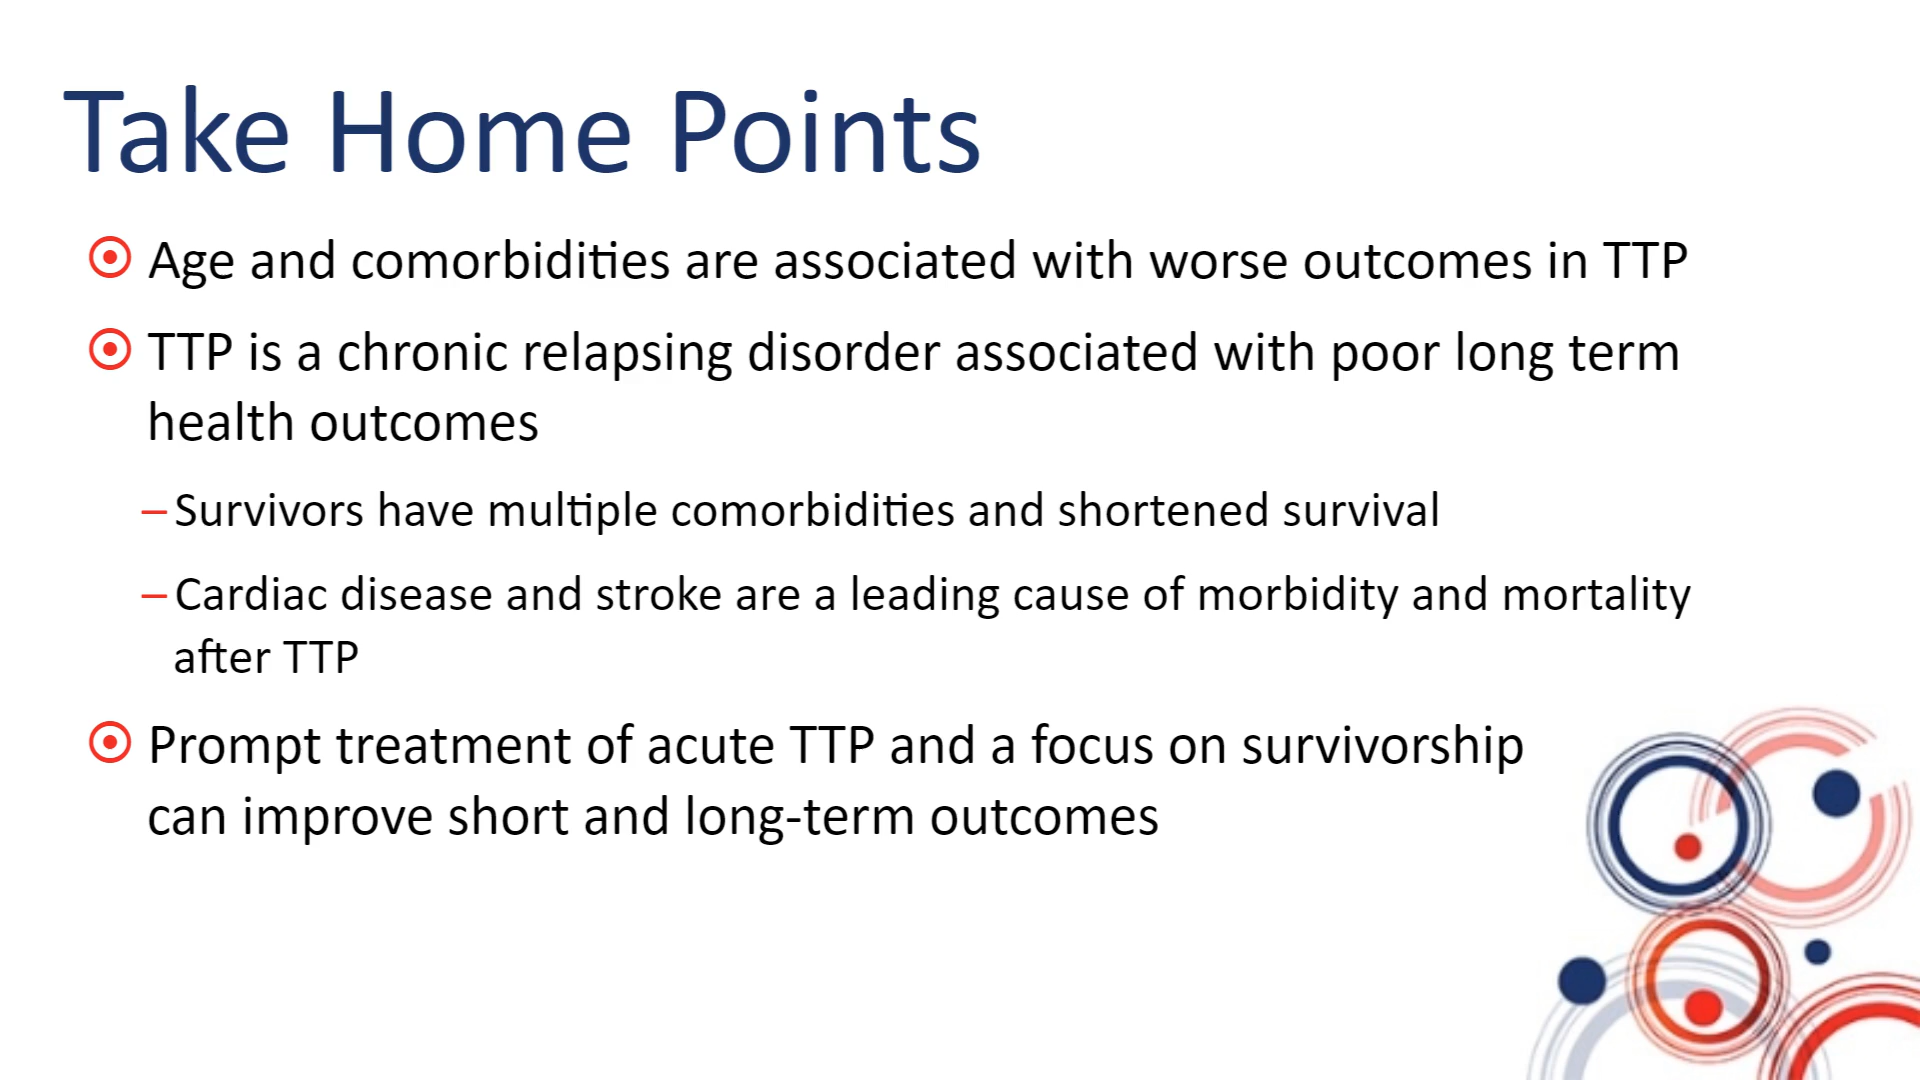 Take Home Points
Age and comorbidities are associated with worse outcomes in TTP
TTP is a chronic relapsing disorder associated with poor long term
health outcomes
– Survivors have multiple comorbidities and shortened survival
– Cardiac disease and stroke are a leading cause of morbidity and mortality
after TTP
Prompt treatment of acute TTP and a focus on survivorship
can improve short and long-term outcomes